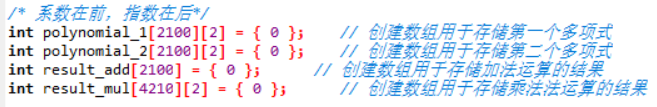 /* 系数在前，指数在后*/
int polynomial_1[2100][2] = { 0 };    // 创建数组用于存储第一个多项式
int polynomial_2[2100][2] = { 0 };    // 创建数组用于存储第二个多项式
int result_add[2100] = { 0 };      // 创建数组用于存储加法运算的结果
int result_mul[4210][2] = { 0 };      // 创建数组用于存储乘法法运算的结果